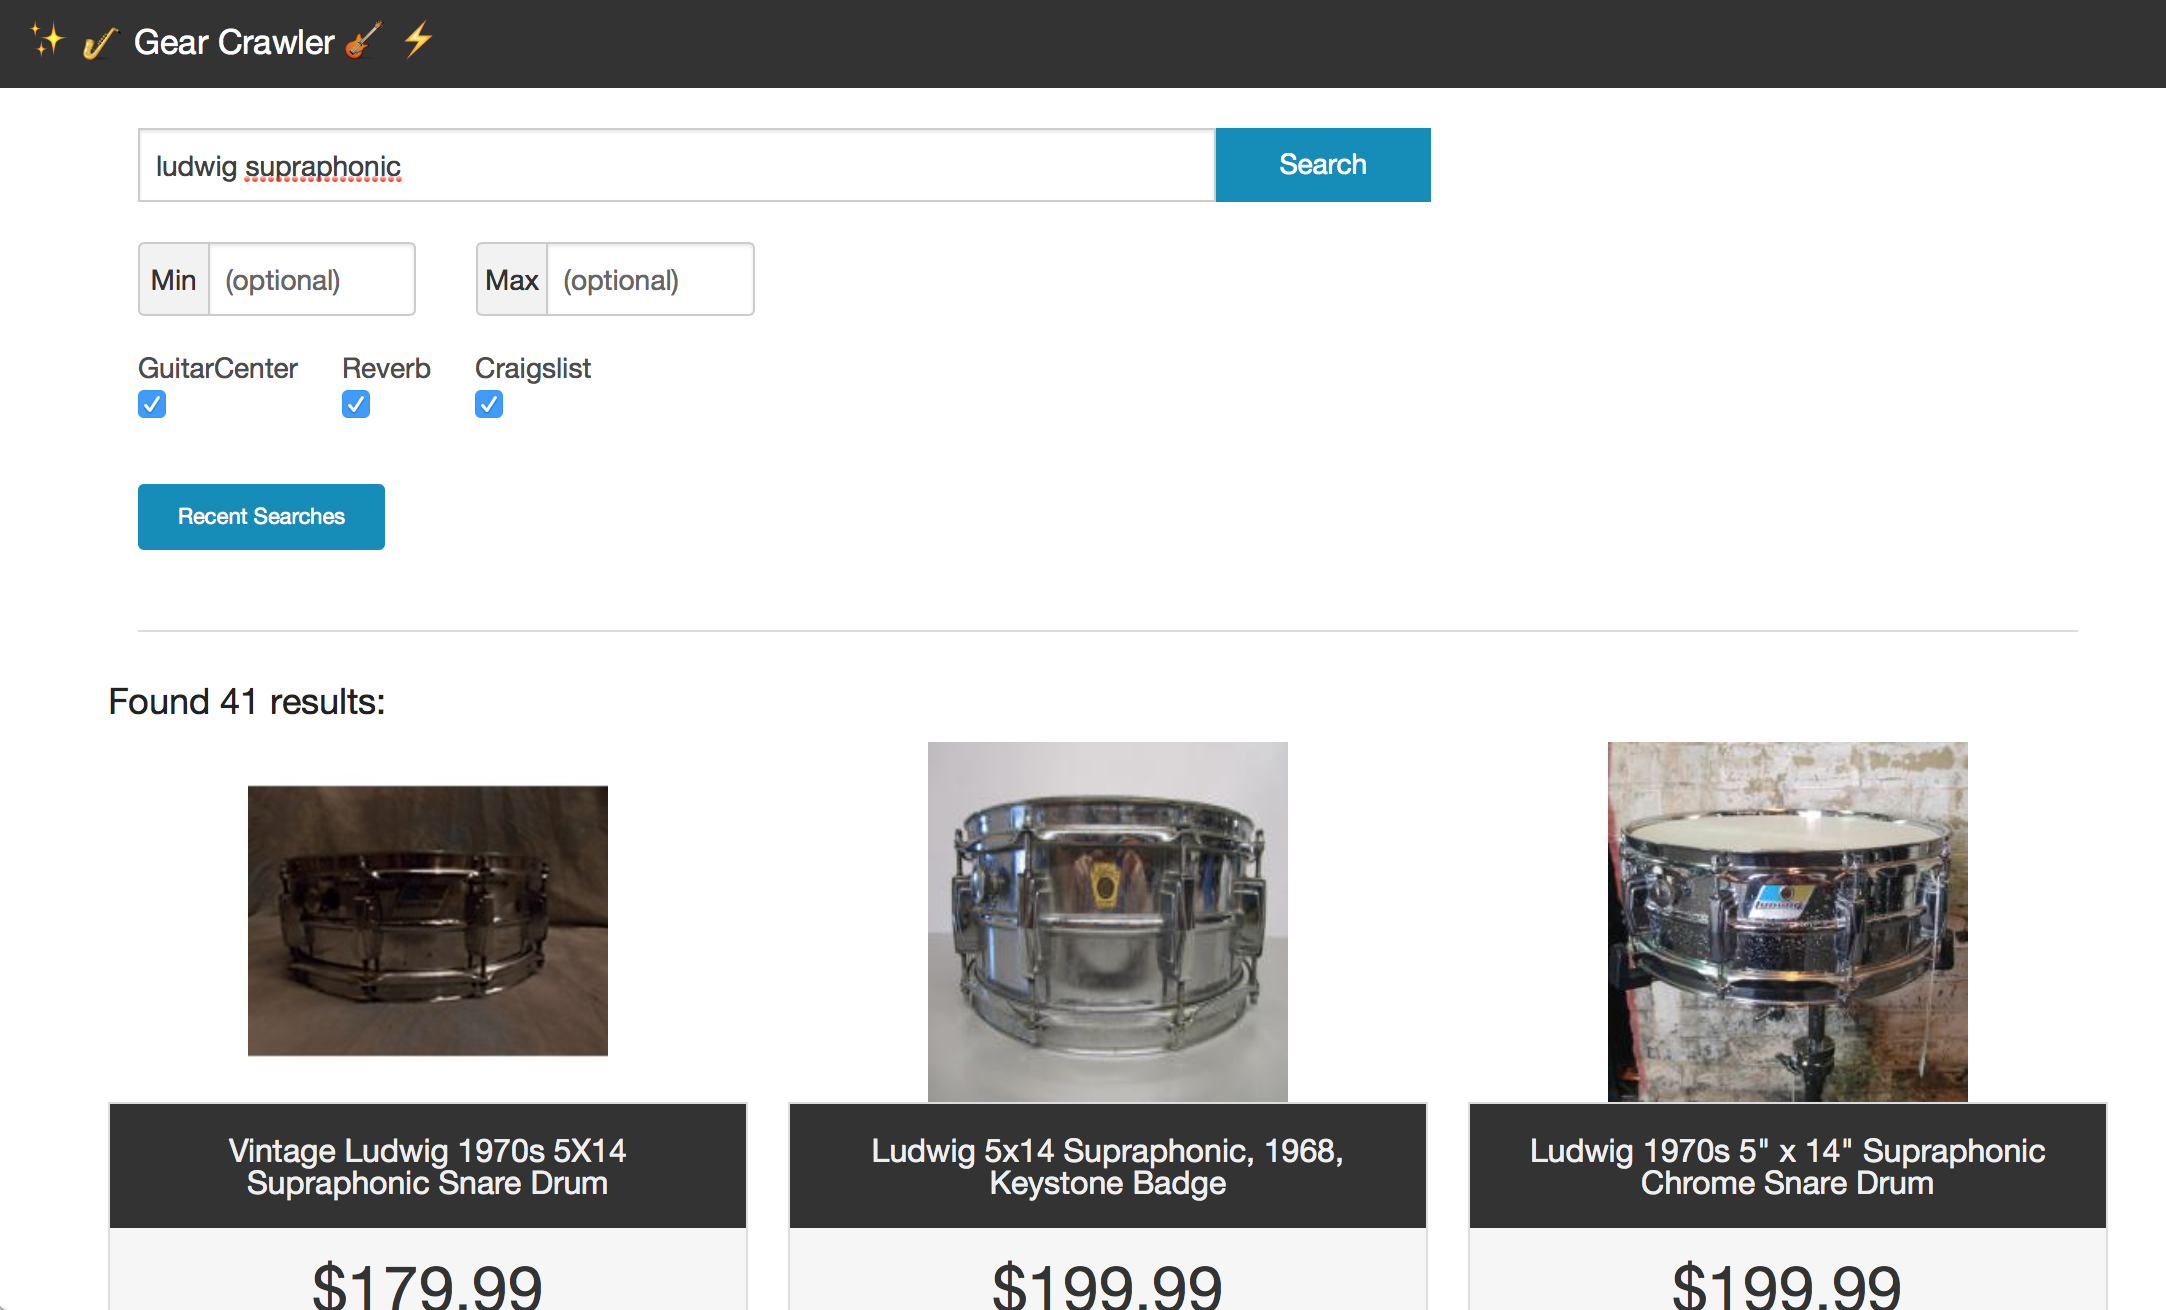 Gear Crawler
ludwig supraphonic
Search
Min
(optional)
Max
(optional)
GuitarCenter
Reverb
Craigslist
Recent Searches
Found 41 results:
Vintage Ludwig 1970s 5X14
Supraphonic Snare Drum
$179.99
Ludwig 5x14 Supraphonic, 1968,
Keystone Badge
$199.99
Ludwig 1970s 5" x 14" Supraphonic
Chrome Snare Drum
$199.99